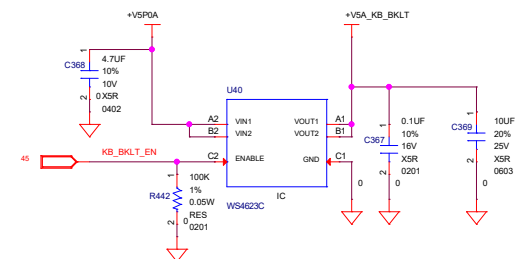 +V5P0A
+V5A_KB_BKLT
1
4.7UF
C368
10%
10V
2
0
X5R
0402
U40
A2
VIN1
VOUT1
A1
B2
VIN2
VOUT2
B1
45
KB_BKLT_EN
C2
ENABLE
GND
C1
1
0.1UF
10%
C367
16V
2
X5R
0201
0
1
10UF
C369
20%
25V
2
X5R
0603
0
1
100K
1%
R442
0.05W
RES
2
0
0201
IC
WS4623C